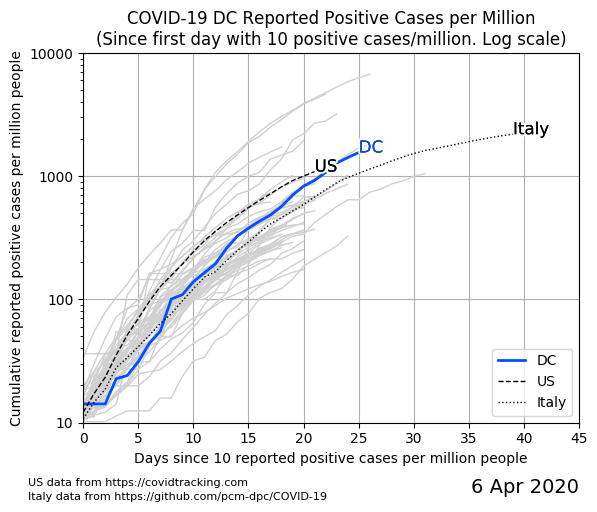 COVID-19 DC Reported Positive Cases per Million
(Since first day with 10 positive cases/million. Log scale)
Cumulative reported positive cases per million people
10000
1000
100
10
Italy
DC
US
DC
US
Italy
0 5 10 15 20 25 30 35 40 45
Days since 10 reported positive cases per million people
US data from https://covidtracking.com
Italy data from https://github.com/pcm-dpc/COVID-19
6 Apr 2020